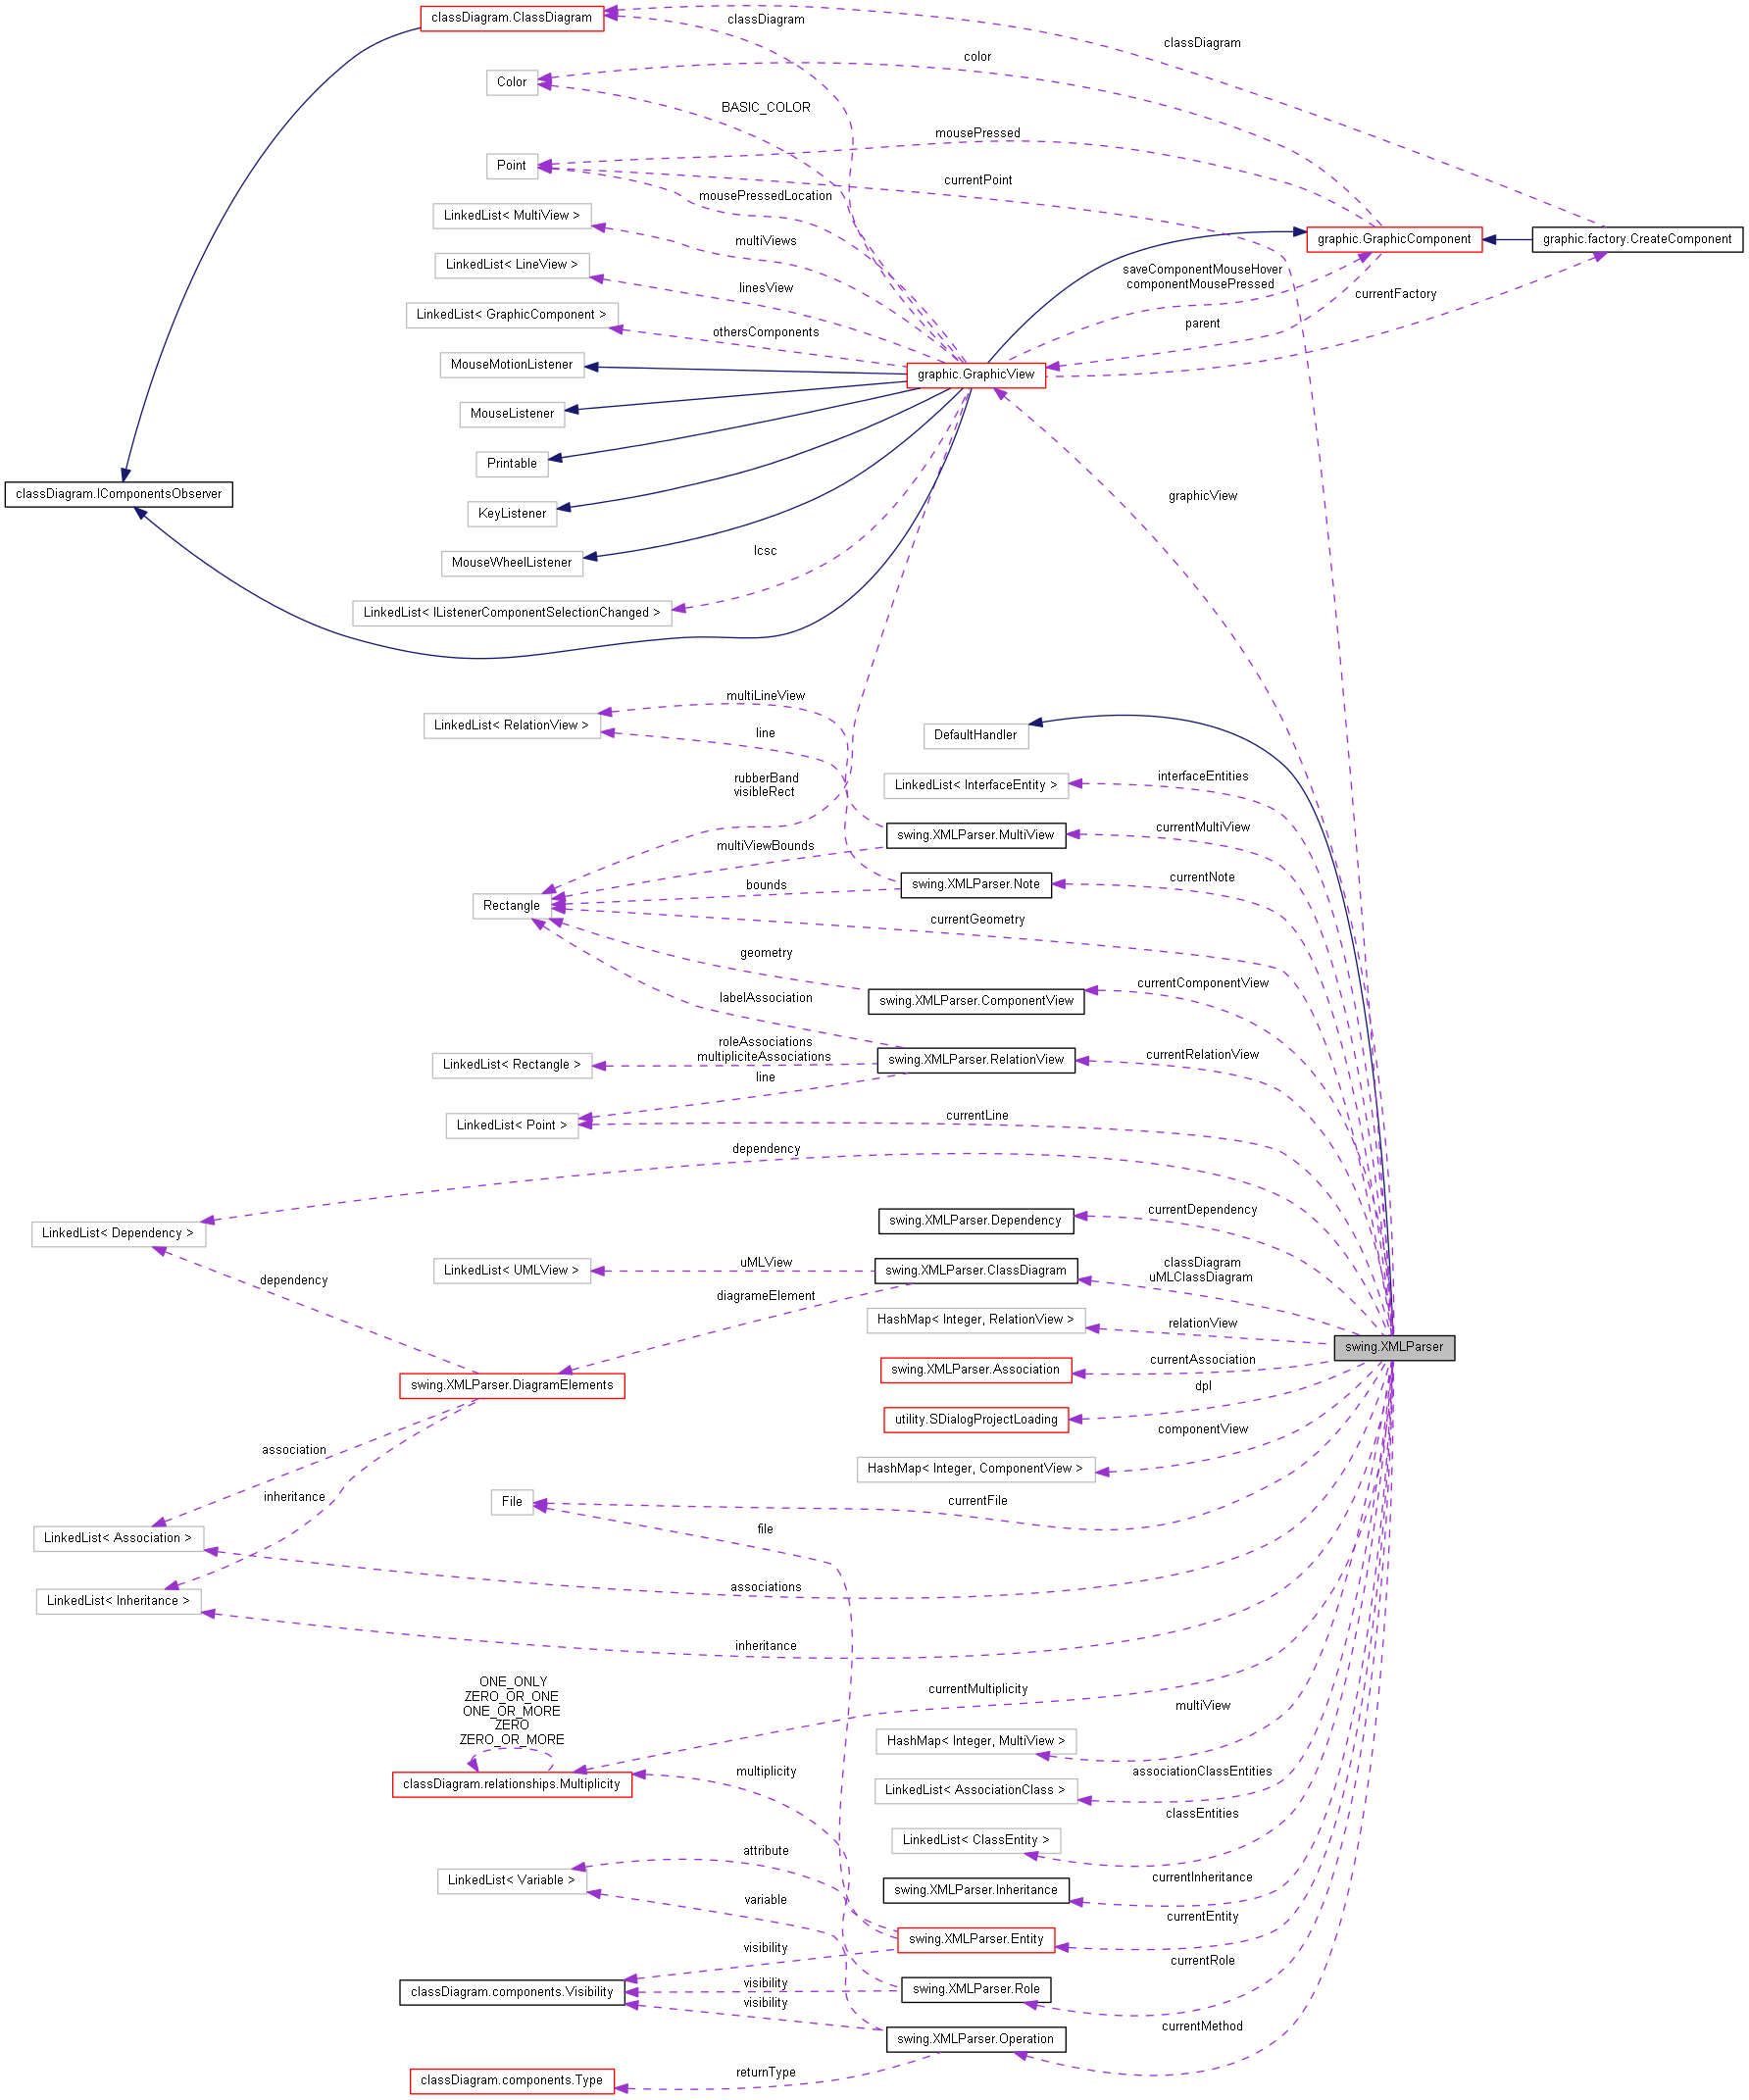 classDiagram.ClassDiagram
classDiagram
classDiagram
color
Color
BASIC_COLOR
mousePressed
Point
currentPoint
mousePressedLocation
LinkedList< MultiView >
multiViews
graphic.GraphicComponent
graphic.factory.CreateComponent
LinkedList< LineView >
linesView
saveComponentMouseHover
componentMousePressed
currentFactory
LinkedList< GraphicComponent >
othersComponents
parent
MouseMotionListener
graphic.GraphicView
MouseListener
Printable
classDiagram.IComponentsObserver
graphicView
KeyListener
MouseWheelListener
lcsc
LinkedList< IListenerComponentSelectionChanged >
multiLineView
LinkedList< RelationView >
line
DefaultHandler
rubberBand
visibleRect
LinkedList< InterfaceEntity >
interfaceEntities
multiViewBounds
swing.XMLParser.MultiView
currentMultiView
bounds
swing.XMLParser.Note
currentNote
Rectangle
currentGeometry
geometry
swing.XMLParser.ComponentView
currentComponentView
labelAssociation
roleAssociations
multipliciteAssociations
LinkedList< Rectangle >
swing.XMLParser.RelationView
currentRelationView
line
LinkedList< Point >
currentLine
dependency
LinkedList< Dependency >
swing.XMLParser.Dependency
currentDependency
dependency
LinkedList< UMLView >
uMLView
swing.XMLParser.ClassDiagram
classDiagram
uMLClassDiagram
diagrameElement
HashMap< Integer, RelationView >
relationView
swing.XMLParser
swing.XMLParser.DiagramElements
swing.XMLParser.Association
currentAssociation
dpl
utility.SDialogProjectLoading
association
componentView
HashMap< Integer, ComponentView >
inheritance
File
currentFile
file
LinkedList< Association >
associations
LinkedList< Inheritance >
inheritance
ONE_ONLY
ZERO_OR_ONE
ONE_OR_MORE
ZERO
ZERO_OR_MORE
currentMultiplicity
multiView
HashMap< Integer, MultiView >
classDiagram.relationships.Multiplicity
multiplicity
associationClassEntities
LinkedList< AssociationClass >
classEntities
LinkedList< ClassEntity >
attribute
LinkedList< Variable >
variable
swing.XMLParser.Inheritance
currentInheritance
currentEntity
swing.XMLParser.Entity
visibility
currentRole
classDiagram.components.Visibility
visibility
swing.XMLParser.Role
visibility
currentMethod
swing.XMLParser.Operation
returnType
classDiagram.components.Type